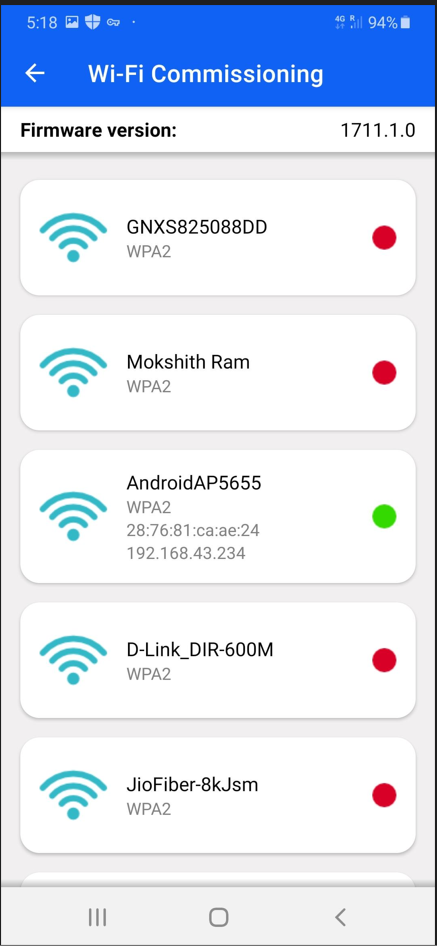 5:18
4G R 94%
Wi-Fi Commissioning
Firmware version: 1711.1.0
GNXS825088DD
WPA2
Mokshith Ram
WPA2
AndroidAP5655
WPA2
28:76:81:ca:ae:24
192.168.43.234
D-Link_DIR-600M
WPA2
JioFiber-8kJsm
WPA2